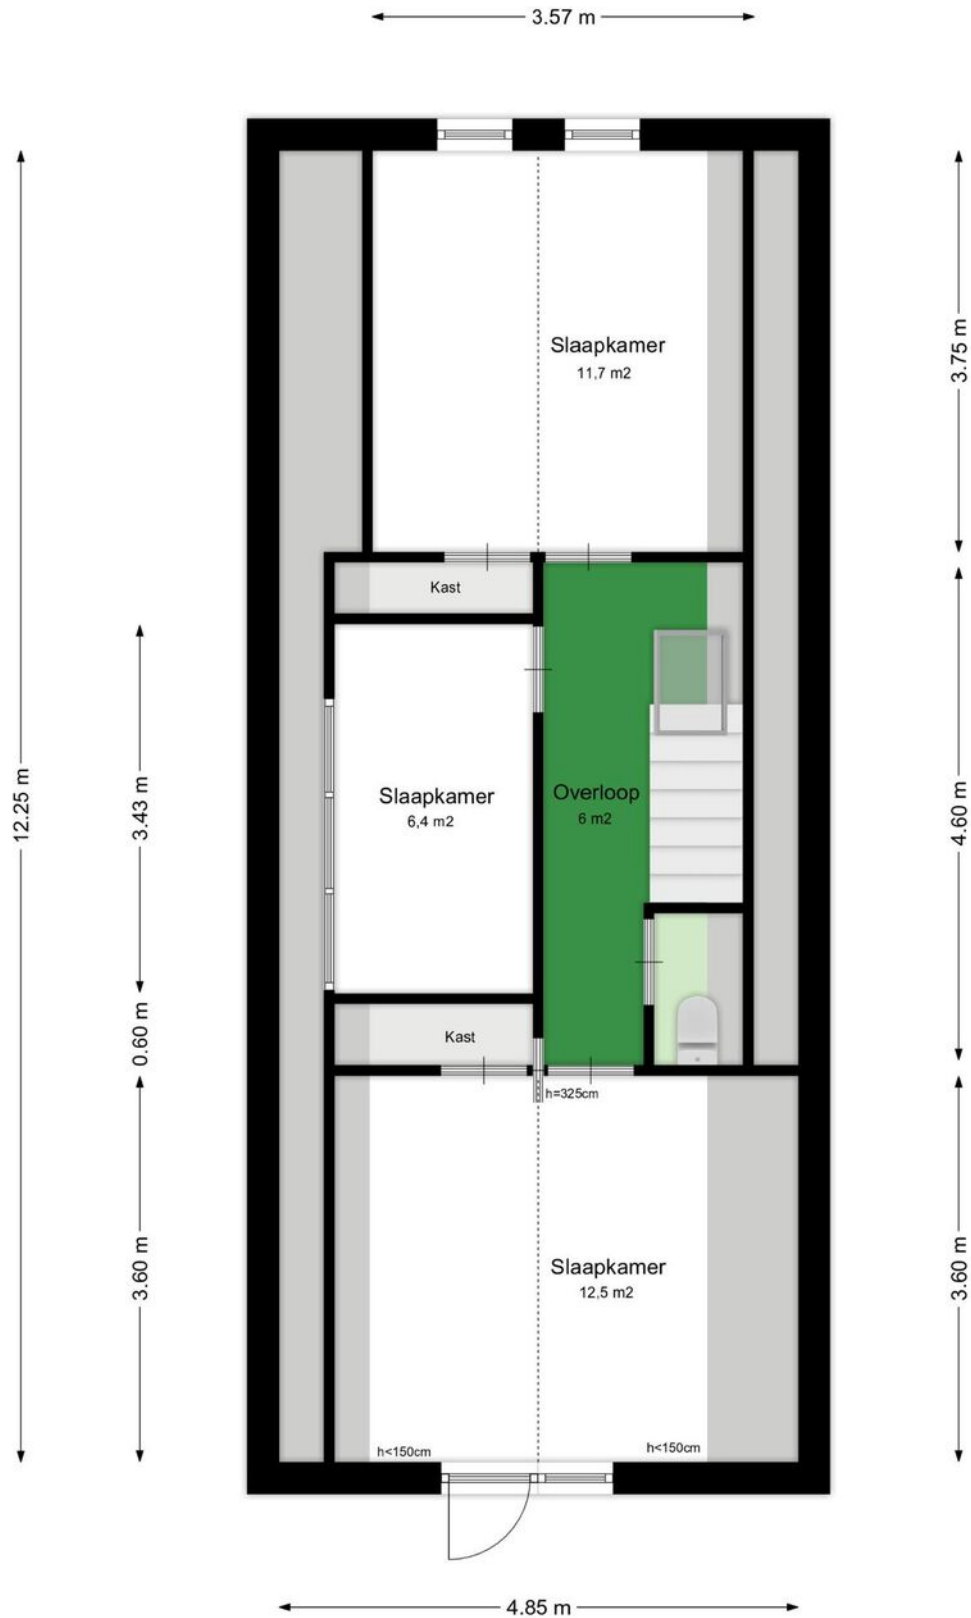 3.57 m
Slaapkamer
11,7 m2
3.75 m
Kast
12.25 m
3.43 m
Slaapkamer
6,4 m2
Overloop
6 m2
4.60 m
0.60 m
Kast
h=325cm
3.60 m
Slaapkamer
12,5 m2
3.60 m
h<150cm
h<150cm
4.85 m